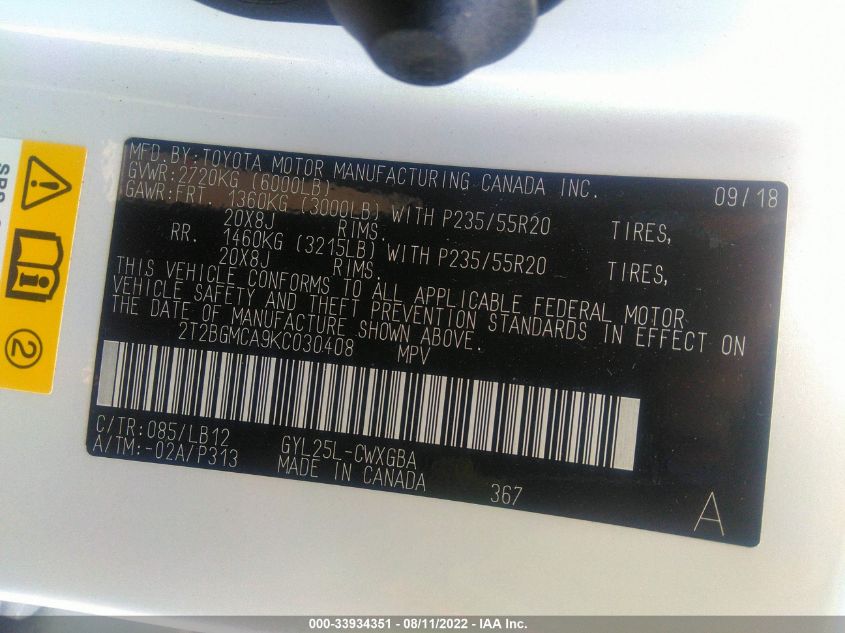 MFD.BY:TOYOTA MOTOR MANUFACTURING CANADA INC. 09/18
GVWR:2720KG (6000LB)
GAWR:FRT. 1360KG (3000LB) WITH P235/55R20 TIRES,
20X8J RIMS.
RR. 1460KG (3215LB) WITH P235/55R20 TIRES,
20X8J RIMS.
THIS VEHICLE CONFORMS TO ALL APPLICABLE FEDERAL MOTOR
VEHICLE SAFETY AND THEFT PREVENTION STANDARDS IN EFFECT ON
THE DATE OF MANUFACTURE SHOWN ABOVE.
2T2BGMCA9KC030408 MPV
C/TR:085/LB12 GYL25L-CWXGBA
A/TM:-02A/P313 MADE IN CANADA 367
A
2
000-33934351 - 08/11/2022 - IAA Inc.